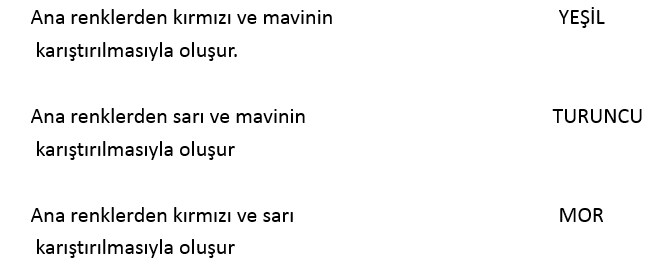 Ana renklerden kırmızı ve mavinin YEŞİL
karıştırılmasıyla oluşur.
Ana renklerden sarı ve mavinin TURUNCU
karıştırılmasıyla oluşur
Ana renklerden kırmızı ve sarı MOR
karıştırılmasıyla oluşur